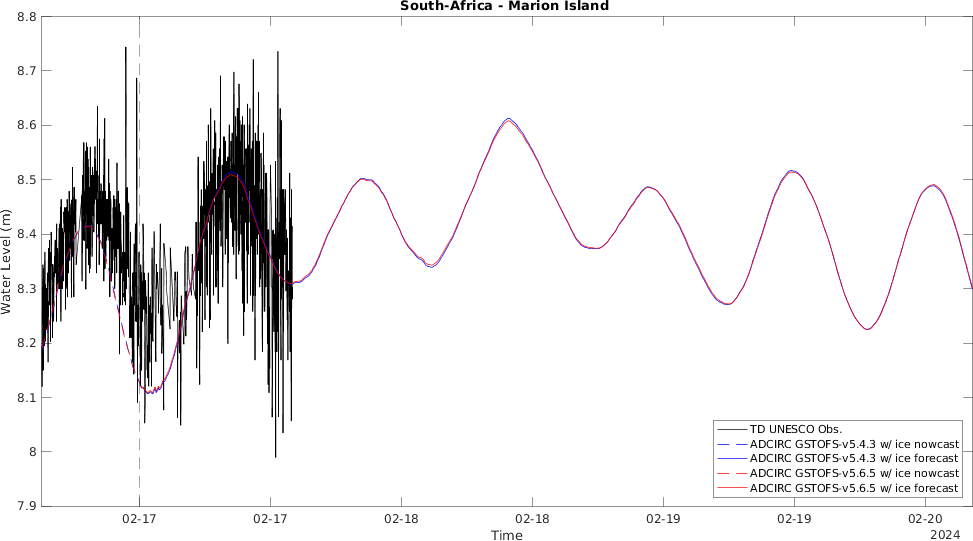 South-Africa - Marion Island
8.8
8.7
8.6
8.5
8.4
8.3
8.2
8.1
8
7.9
Water Level (m)
02-17
02-17
02-18
02-18
02-19
02-19
02-20
Time
2024
TD UNESCO Obs.
ADCIRC GSTOFS-v5.4.3 w/ ice nowcast
ADCIRC GSTOFS-v5.4.3 w/ ice forecast
ADCIRC GSTOFS-v5.6.5 w/ ice nowcast
ADCIRC GSTOFS-v5.6.5 w/ ice forecast